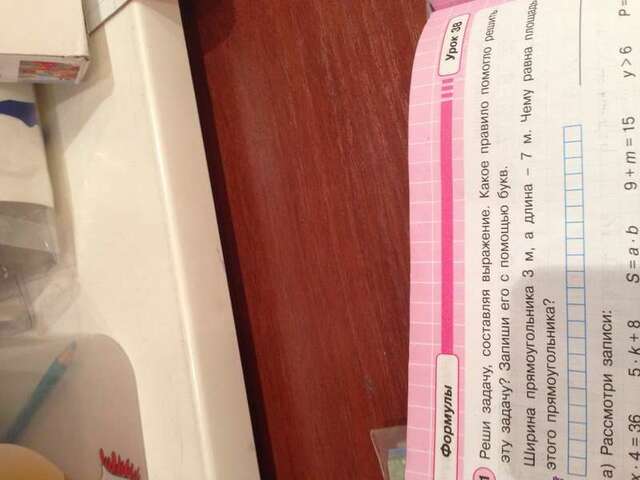 Урок 38
Формулы
1 Реши задачу, составляя выражение. Какое правило помогло решить
эту задачу? Запиши его с помощью букв.
Ширина прямоугольника 3 м, а длина – 7 м. Чему равна площадь
этого прямоугольника?
а) Рассмотри записи:
x · 4 = 36 5 · k + 8 S = a · b 9 + m = 15 y > 6 P =